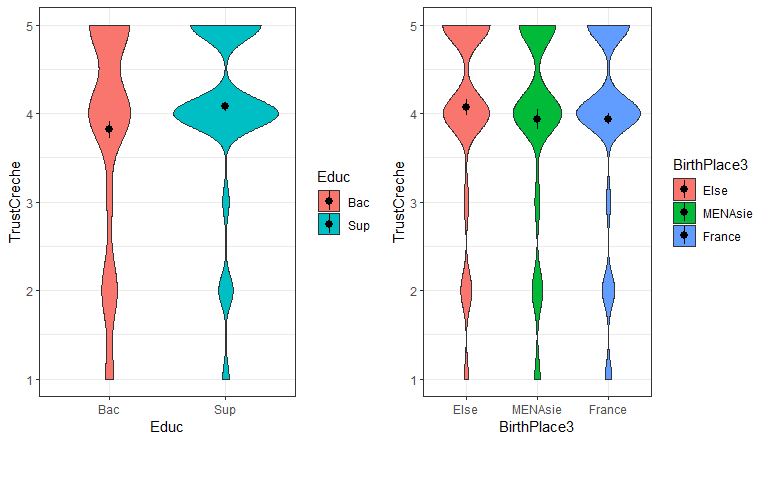 TrustCreche
5
4
3
2
1
Bac
Sup
Educ
Educ
Bac
Sup
TrustCreche
5
4
3
2
1
Else
MENAsie
France
BirthPlace3
BirthPlace3
Else
MENAsie
France